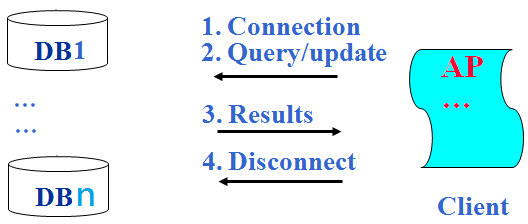 1. Connection
2. Query/update
DB1
AP
...
...
...
3. Results
4. Disconnect
DBn
Client